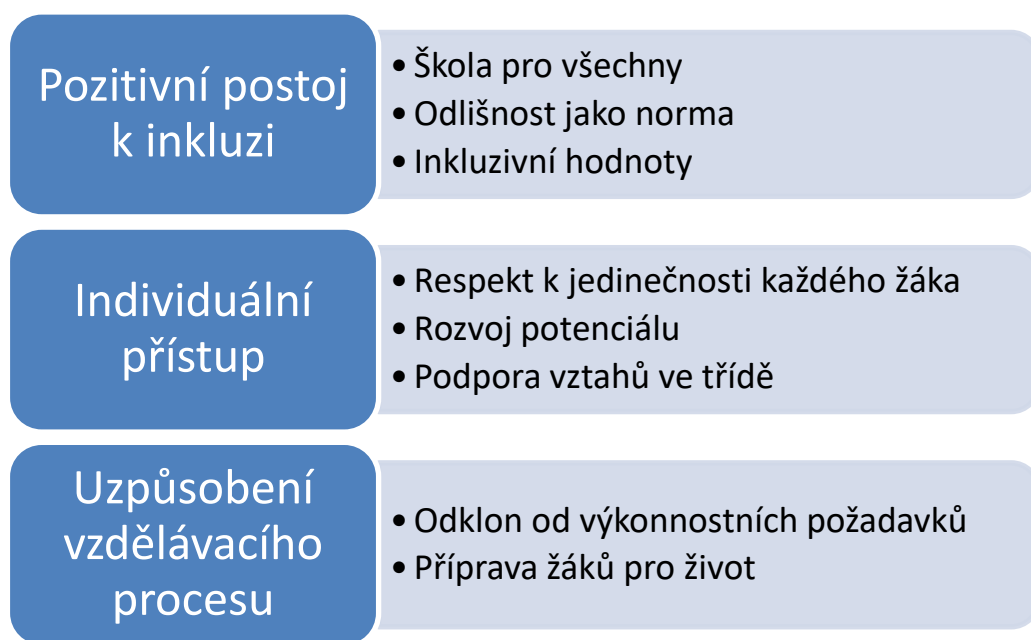 Pozitivní postoj
k inkluzi
• Škola pro všechny
• Odlišnost jako norma
• Inkluzivní hodnoty
Individuální
přístup
• Respekt k jedinečnosti každého žáka
• Rozvoj potenciálu
• Podpora vztahů ve třídě
Uzpůsobení
vzdělávacího
procesu
• Odklon od výkonnostních požadavků
• Příprava žáků pro život